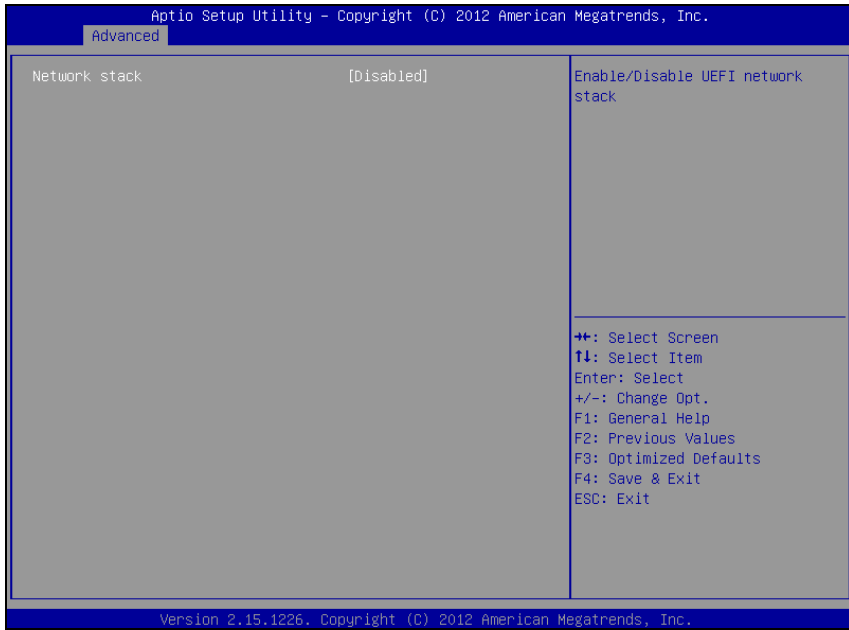 Aptio Setup Utility – Copyright (C) 2012 American Megatrends, Inc.
Advanced
Network stack [Disabled]
Enable/Disable UEFI network
stack
→←: Select Screen
↑↓: Select Item
Enter: Select
+/-: Change Opt.
F1: General Help
F2: Previous Values
F3: Optimized Defaults
F4: Save & Exit
ESC: Exit
Version 2.15.1226. Copyright (C) 2012 American Megatrends, Inc.